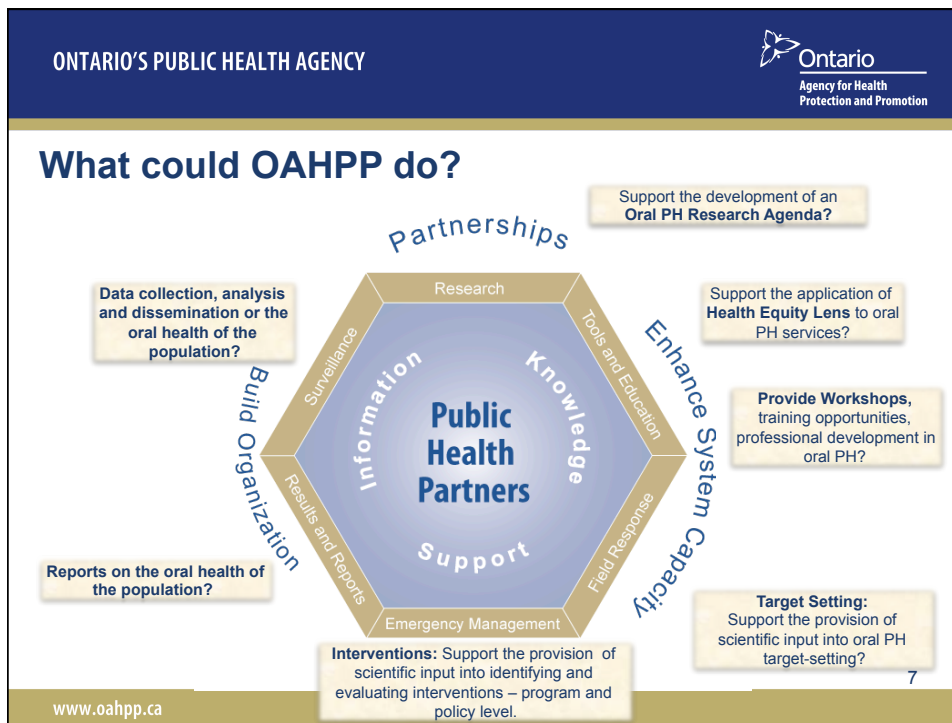 ONTARIO'S PUBLIC HEALTH AGENCY
Ontario
Agency for Health
Protection and Promotion
What could OAHPP do?
Support the development of an
Oral PH Research Agenda?
Partnerships
Research
Data collection, analysis
and dissemination or the
oral health of the
population?
Surveillance
Tools and Education
Support the application of
Health Equity Lens to oral
PH services?
Build Organization
Enhance System Capacity
Information
Knowledge
Public
Health
Partners
Support
Provide Workshops,
training opportunities,
professional development in
oral PH?
Results and Reports
Field Response
Reports on the oral health of
the population?
Emergency Management
Target Setting:
Support the provision of
scientific input into oral PH
target-setting?
Interventions: Support the provision of
scientific input into identifying and
evaluating interventions – program and
policy level.
7
www.oahpp.ca